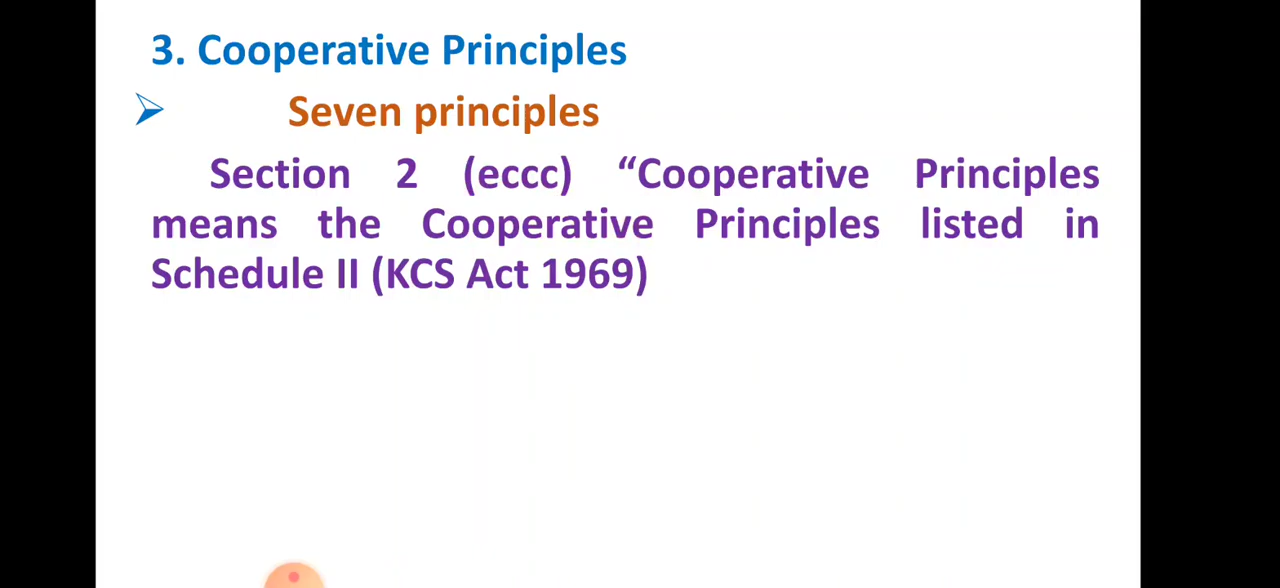 3. Cooperative Principles
Seven principles
Section 2 (eccc) “Cooperative Principles
means the Cooperative Principles listed in
Schedule II (KCS Act 1969)